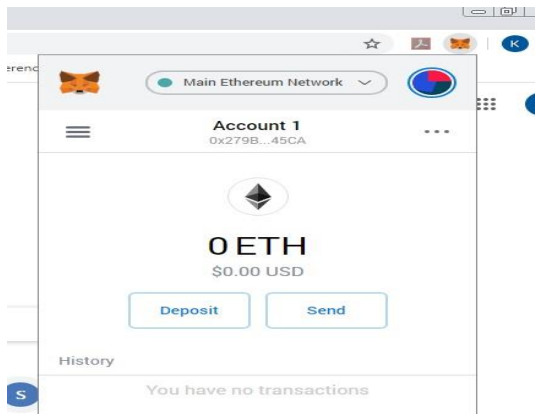 K
erenc
Main Ethereum Network
Account 1
0x279B...45CA
0 ETH
$0.00 USD
Deposit
Send
History
You have no transactions
S